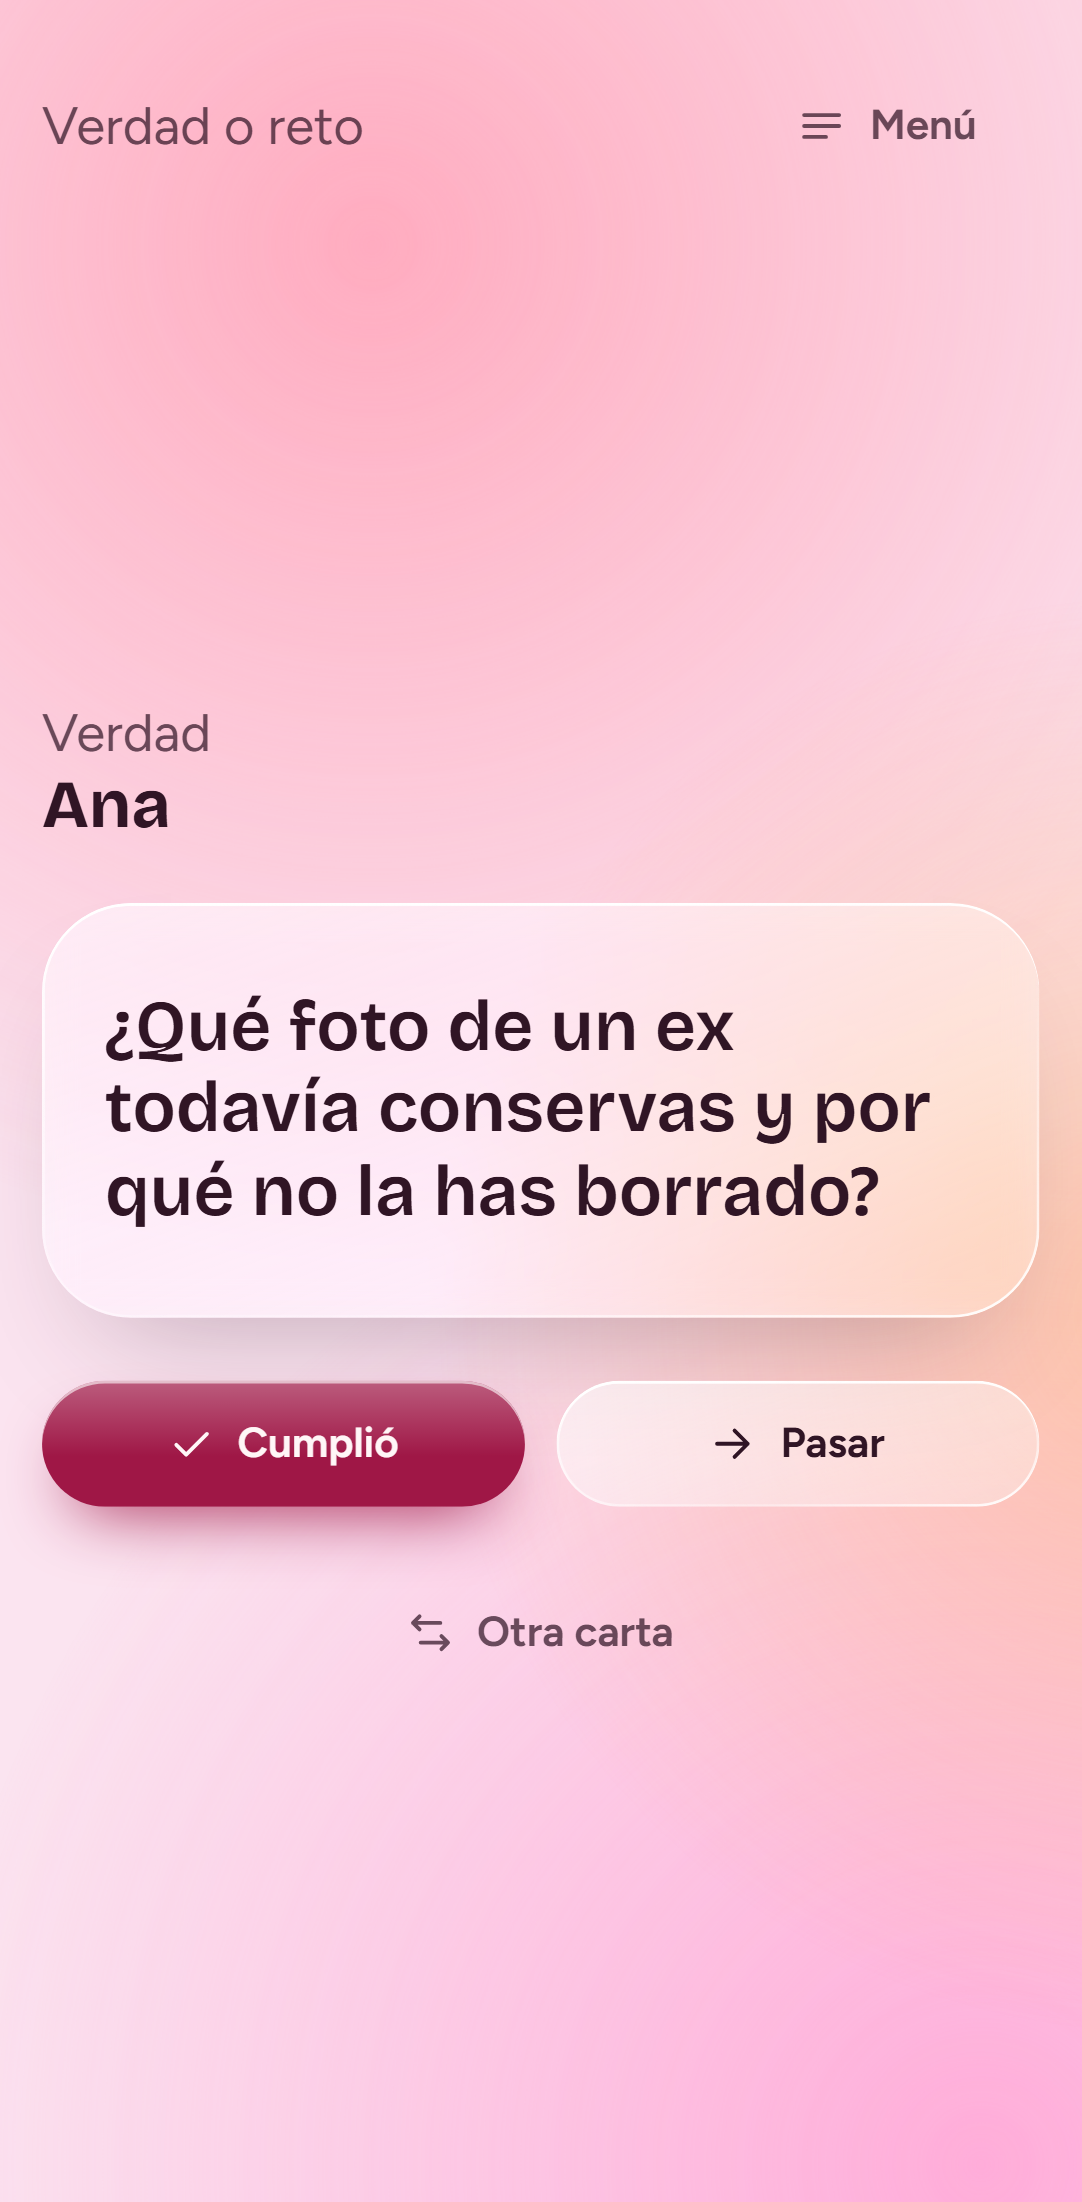 Verdad o reto
Menú
Verdad
Ana
¿Qué foto de un ex
todavía conservas y por
qué no la has borrado?
Cumplió
Pasar
Otra carta